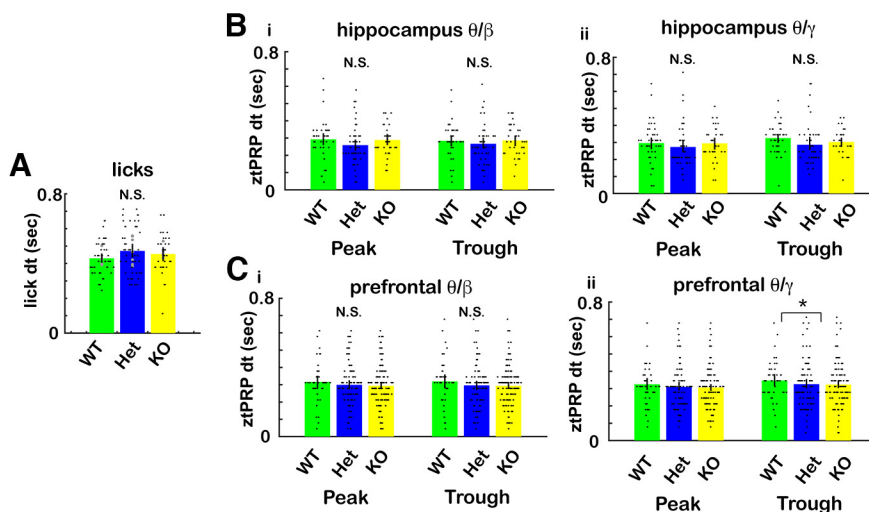 A
licks
N.S.
0.8
0
lick dt (sec)
WT Het KO
B
i
hippocampus θ/β
0.8
N.S. N.S.
ztPRP dt (sec)
0
WT Het KO WT Het KO
Peak Trough
ii
hippocampus θ/γ
0.8
N.S. N.S.
ztPRP dt (sec)
0
WT Het KO WT Het KO
Peak Trough
C
i
prefrontal θ/β
0.8
N.S. N.S.
ztPRP dt (sec)
0
WT Het KO WT Het KO
Peak Trough
ii
prefrontal θ/γ
0.8
*
ztPRP dt (sec)
0
WT Het KO WT Het KO
Peak Trough